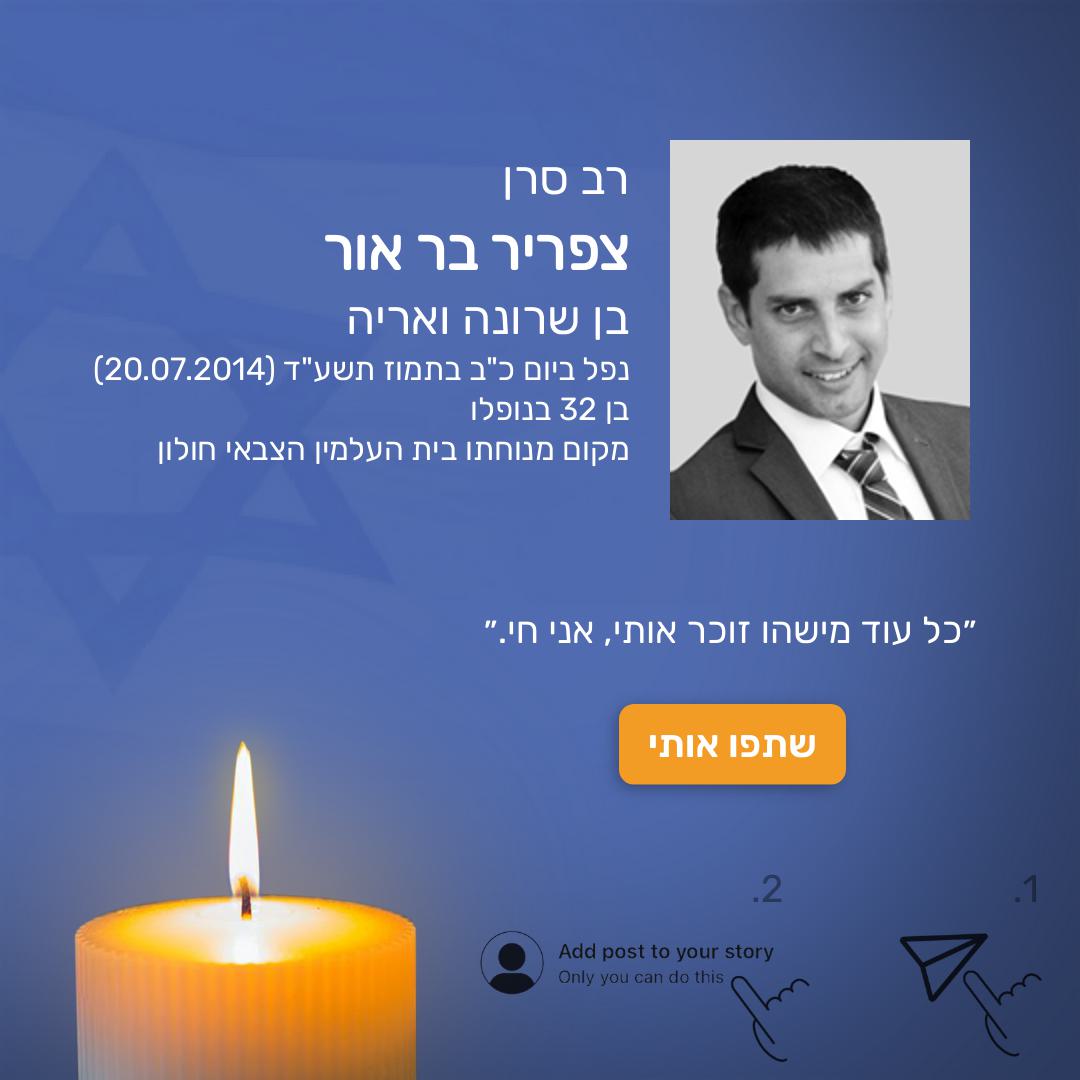 רב סרן
צפריר בר אור
בן שרונה ואריה
נפל ביום כ"ב בתמוז תשע"ד (20.07.2014)
בן 32 בנופלו
מקום מנוחתו בית העלמין הצבאי חולון
״כל עוד מישהו זוכר אותי, אני חי.״
שתפו אותי
.1
.2
Add post to your story
Only you can do this